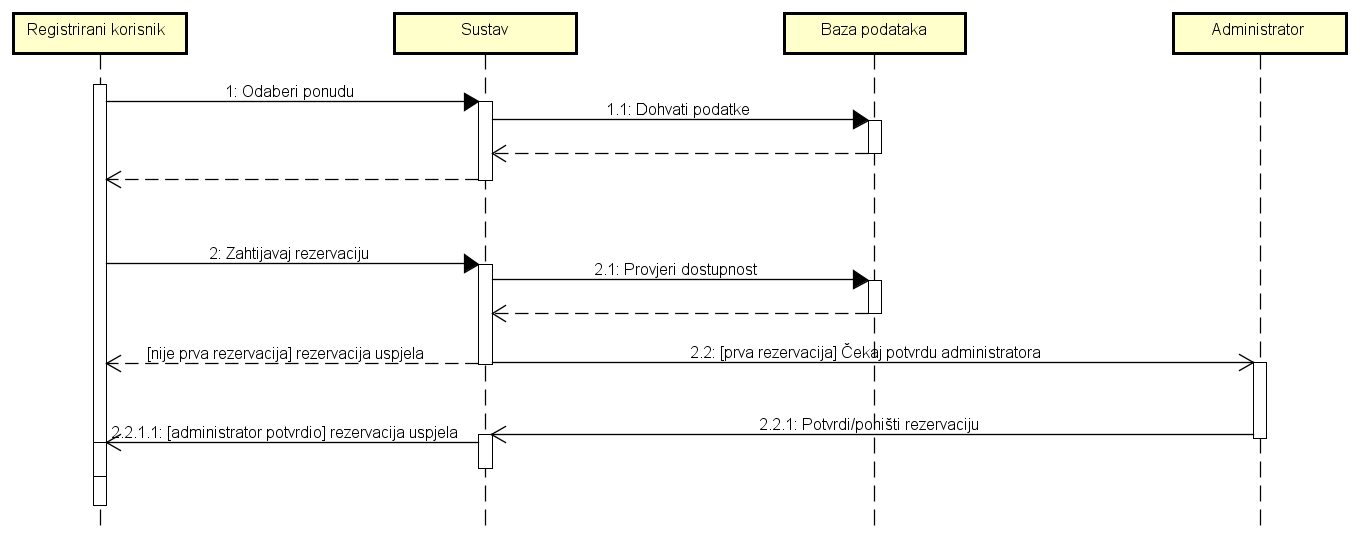 Registrirani korisnik
Sustav
Baza podataka
Administrator
1: Odaberi ponudu
1.1: Dohvati podatke
2: Zahtijavaj rezervaciju
2.1: Provjeri dostupnost
[nije prva rezervacija] rezervacija uspjela
2.2: [prva rezervacija] Čekaj potvrdu administratora
2.2.1: Potvrdi/poništi rezervaciju
2.2.1.1: [administrator potvrdio] rezervacija uspjela